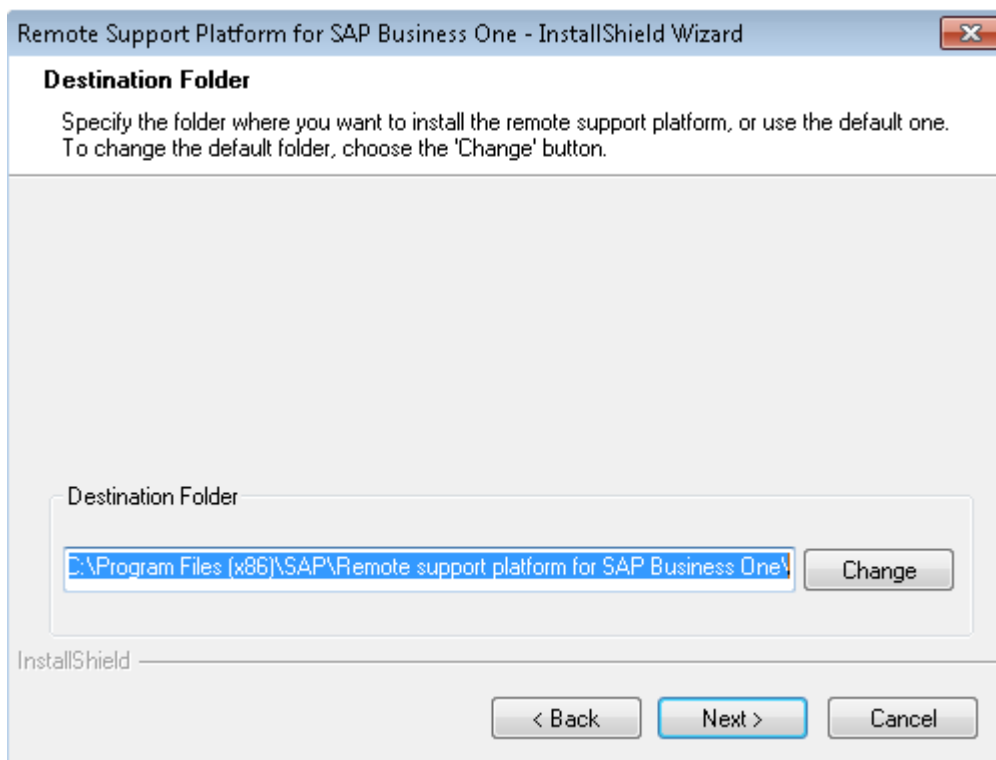 Remote Support Platform for SAP Business One - InstallShield Wizard
Destination Folder
Specify the folder where you want to install the remote support platform, or use the default one.
To change the default folder, choose the 'Change' button.
Destination Folder
C:\Program Files (x86)\SAP\Remote support platform for SAP Business One\
Change
InstallShield
< Back
Next >
Cancel